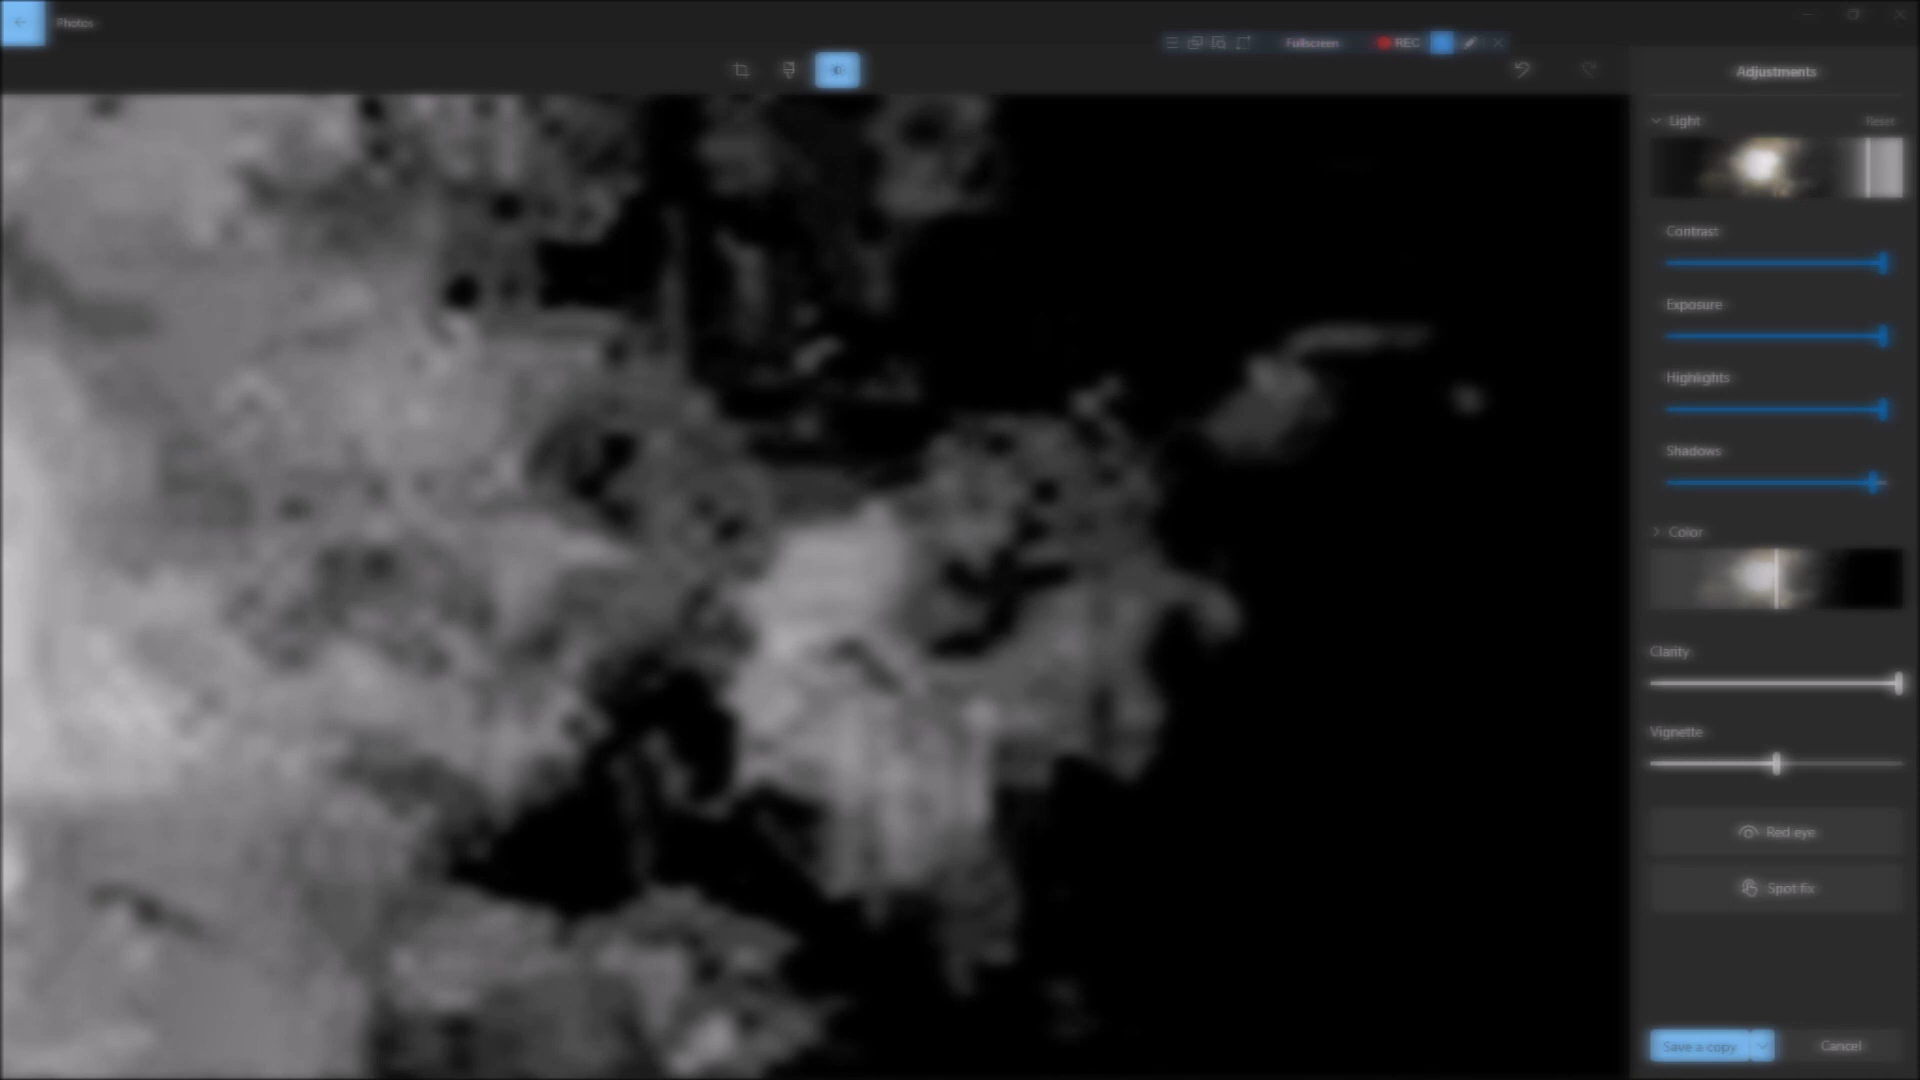 Photos
Fullscreen
REC
Adjustments
Light
Reset
Contrast
Exposure
Highlights
Shadows
Color
Clarity
Vignette
Red eye
Spot fix
Save a copy
Cancel